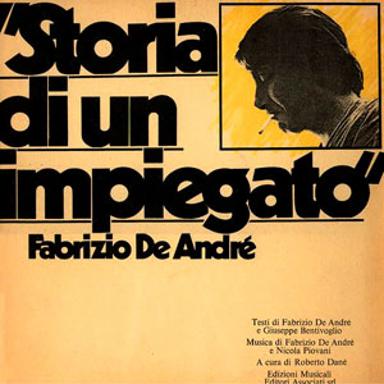 "Storia
di un
impiegato"
Fabrizio De André
Testi di Fabrizio De André
e Giuseppe Bentivoglio
Musica di Fabrizio De André
e Nicola Piovani
A cura di Roberto Dané
Edizioni Musicali
Editori Associati srl